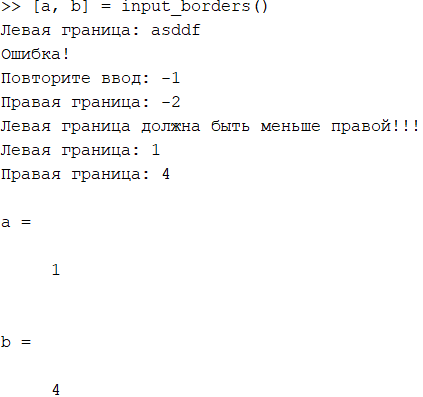 >> [a, b] = input_borders()
Левая граница: asddf
Ошибка!
Повторите ввод: -1
Правая граница: -2
Левая граница должна быть меньше правой!!!
Левая граница: 1
Правая граница: 4
a =
1
b =
4